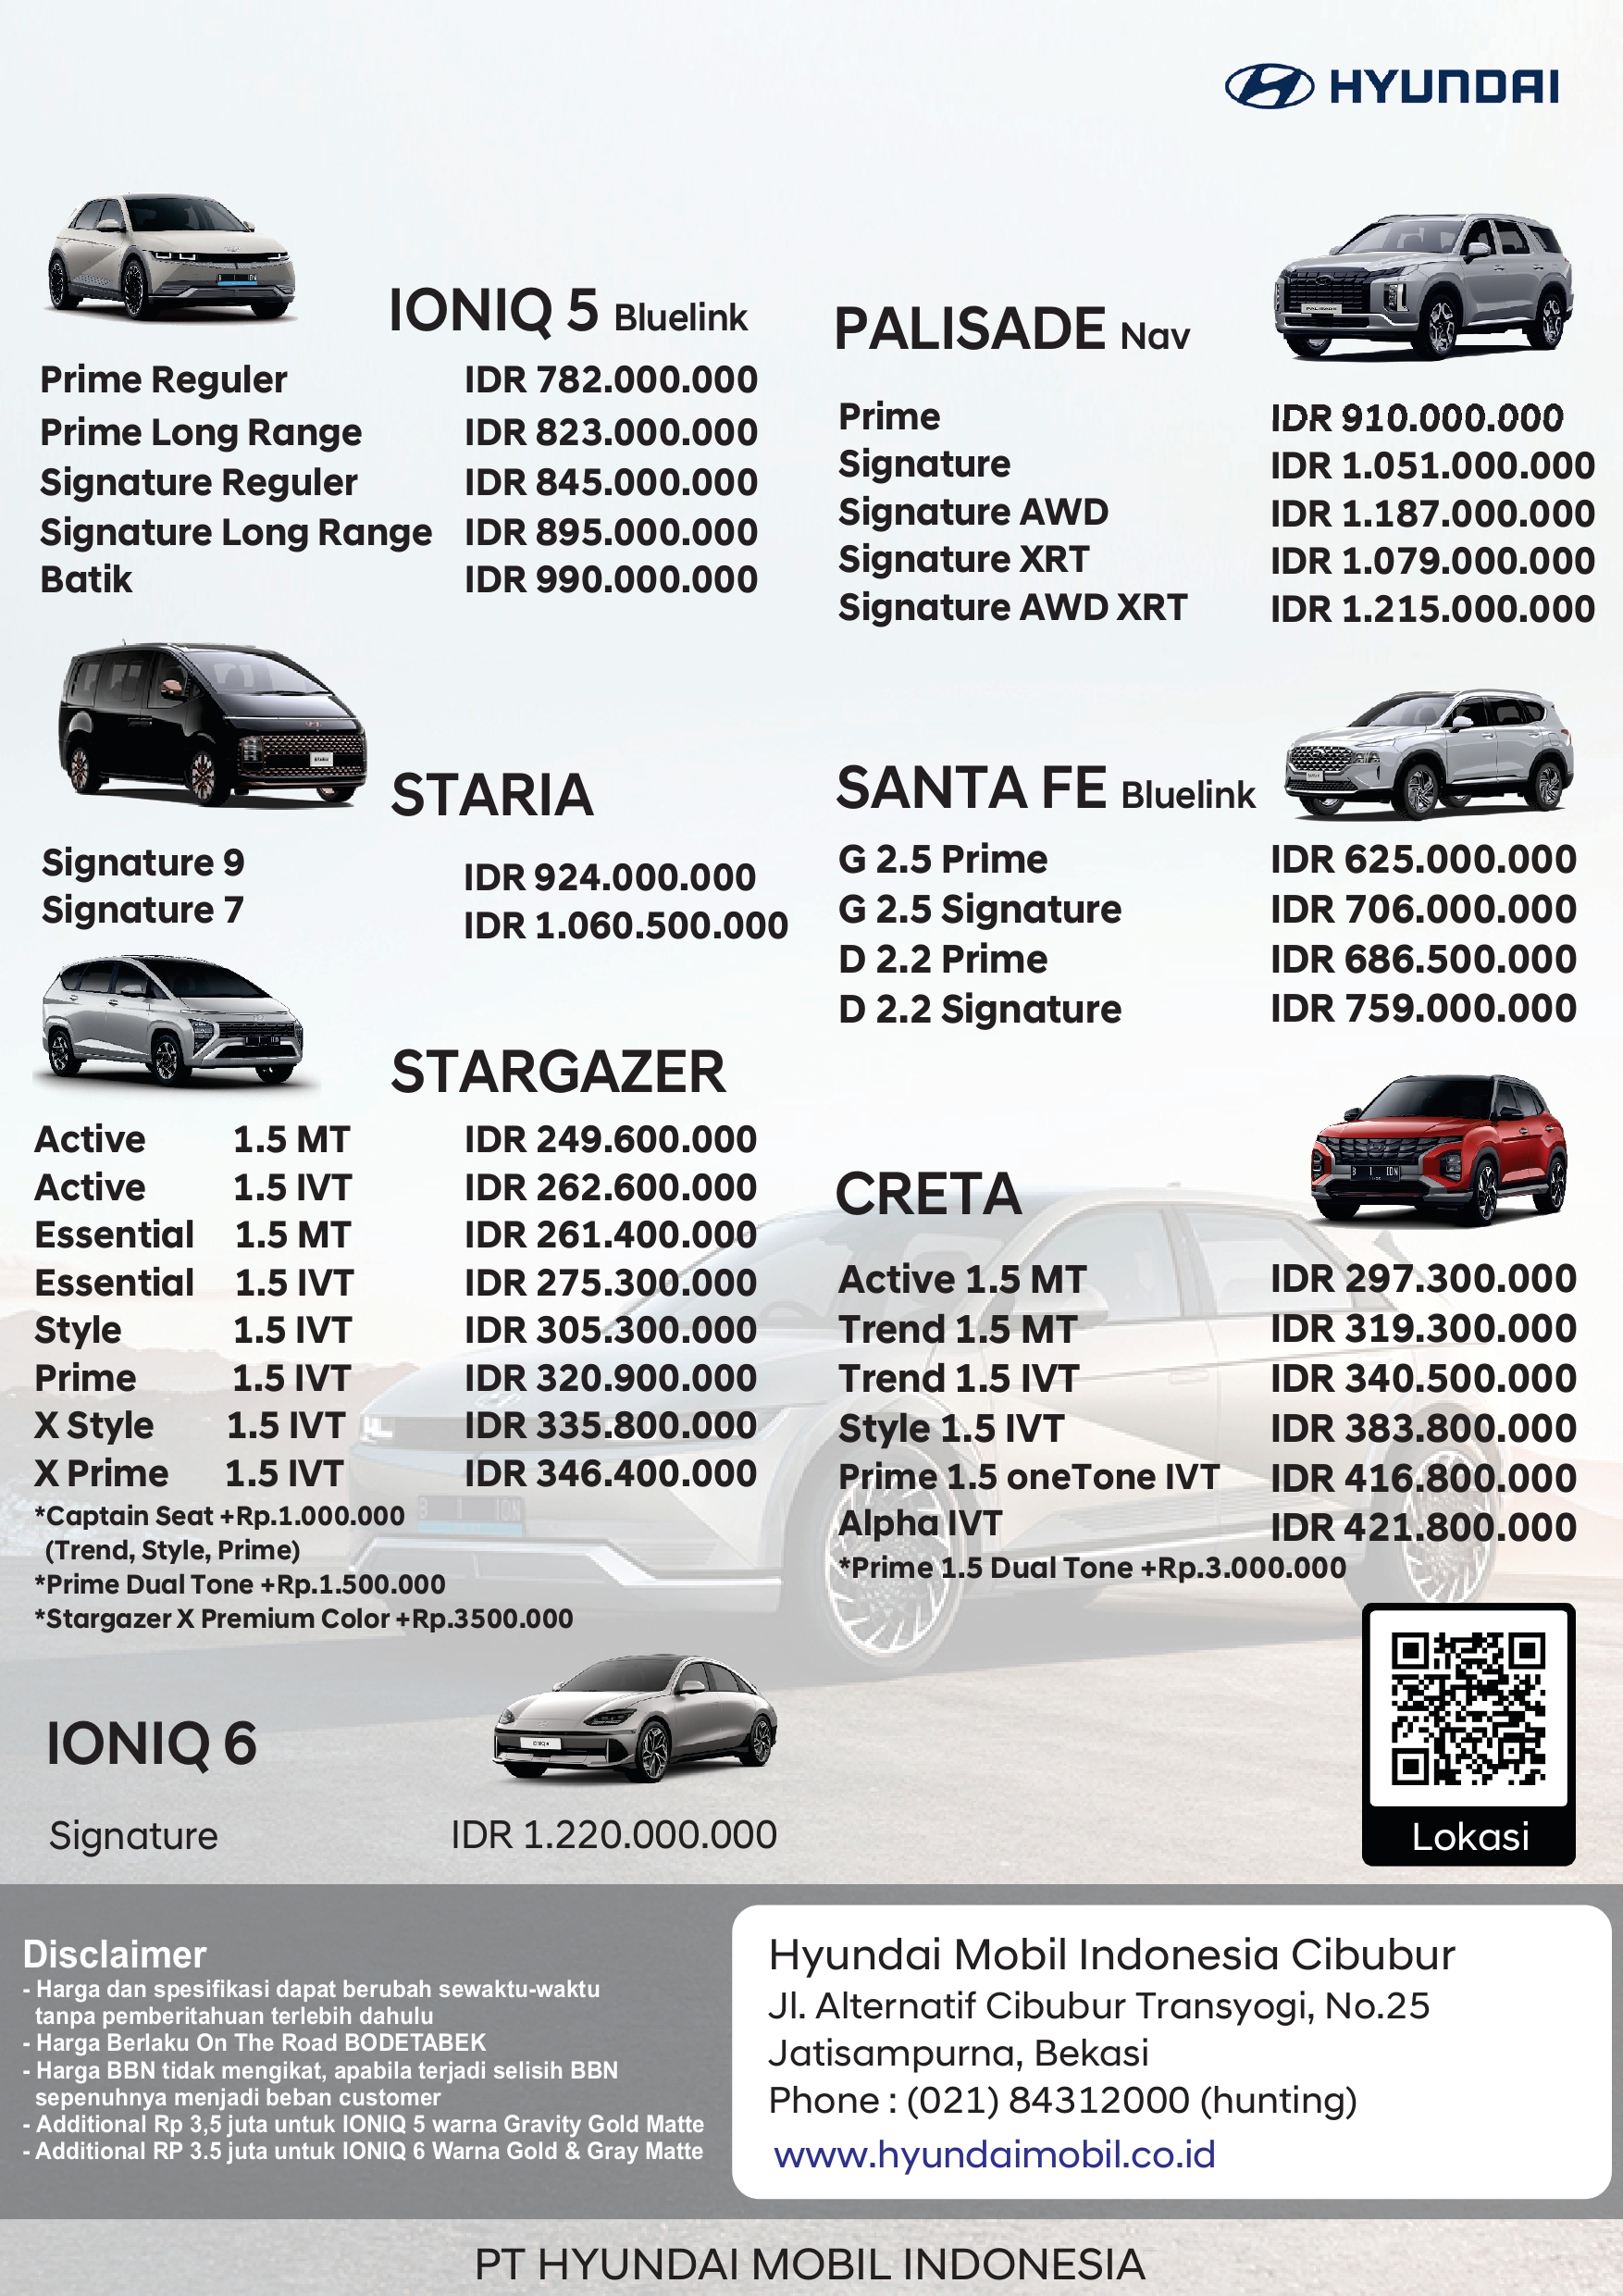 HYUNDAI
IONIQ 5 Bluelink
Prime Reguler IDR 782.000.000
Prime Long Range IDR 823.000.000
Signature Reguler IDR 845.000.000
Signature Long Range IDR 895.000.000
Batik IDR 990.000.000
PALISADE Nav
Prime IDR 910.000.000
Signature IDR 1.051.000.000
Signature AWD IDR 1.187.000.000
Signature XRT IDR 1.079.000.000
Signature AWD XRT IDR 1.215.000.000
STARIA
Signature 9 IDR 924.000.000
Signature 7 IDR 1.060.500.000
SANTA FE Bluelink
G 2.5 Prime IDR 625.000.000
G 2.5 Signature IDR 706.000.000
D 2.2 Prime IDR 686.500.000
D 2.2 Signature IDR 759.000.000
STARGAZER
Active 1.5 MT IDR 249.600.000
Active 1.5 IVT IDR 262.600.000
Essential 1.5 MT IDR 261.400.000
Essential 1.5 IVT IDR 275.300.000
Style 1.5 IVT IDR 305.300.000
Prime 1.5 IVT IDR 320.900.000
X Style 1.5 IVT IDR 335.800.000
X Prime 1.5 IVT IDR 346.400.000
*Captain Seat +Rp.1.000.000
(Trend, Style, Prime)
*Prime Dual Tone +Rp.1.500.000
*Stargazer X Premium Color +Rp.3500.000
CRETA
Active 1.5 MT IDR 297.300.000
Trend 1.5 MT IDR 319.300.000
Trend 1.5 IVT IDR 340.500.000
Style 1.5 IVT IDR 383.800.000
Prime 1.5 oneTone IVT IDR 416.800.000
Alpha IVT IDR 421.800.000
*Prime 1.5 Dual Tone +Rp.3.000.000
IONIQ 6
Signature IDR 1.220.000.000
Lokasi
Disclaimer
- Harga dan spesifikasi dapat berubah sewaktu-waktu
tanpa pemberitahuan terlebih dahulu
- Harga Berlaku On The Road BODETABEK
- Harga BBN tidak mengikat, apabila terjadi selisih BBN
sepenuhnya menjadi beban customer
- Additional Rp 3,5 juta untuk IONIQ 5 warna Gravity Gold Matte
- Additional RP 3.5 juta untuk IONIQ 6 Warna Gold & Gray Matte
Hyundai Mobil Indonesia Cibubur
Jl. Alternatif Cibubur Transyogi, No.25
Jatisampurna, Bekasi
Phone : (021) 84312000 (hunting)
www.hyundaimobil.co.id
PT HYUNDAI MOBIL INDONESIA